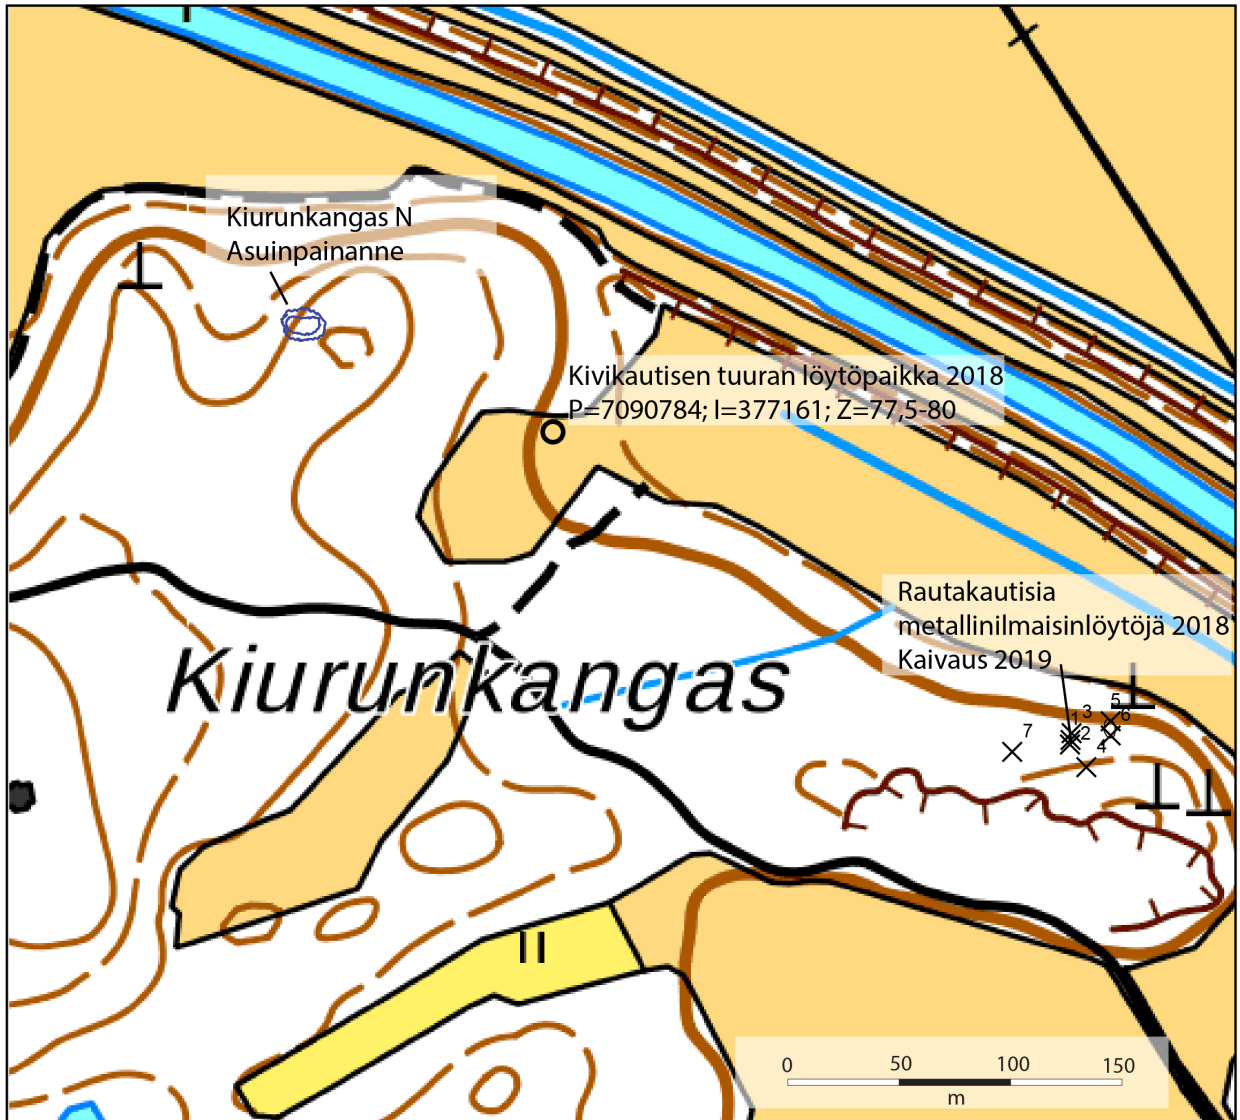 Kiurunkangas N
Asuinpainanne
Kivikautisen tuuran löytöpaikka 2018
P=7090784; I=377161; Z=77,5-80
Rautakautisia
metallinilmaisinlöytöjä 2018
Kaivaus 2019
Kiurunkangas
5
3
6
1
7
2
4
0 50 100 150
m